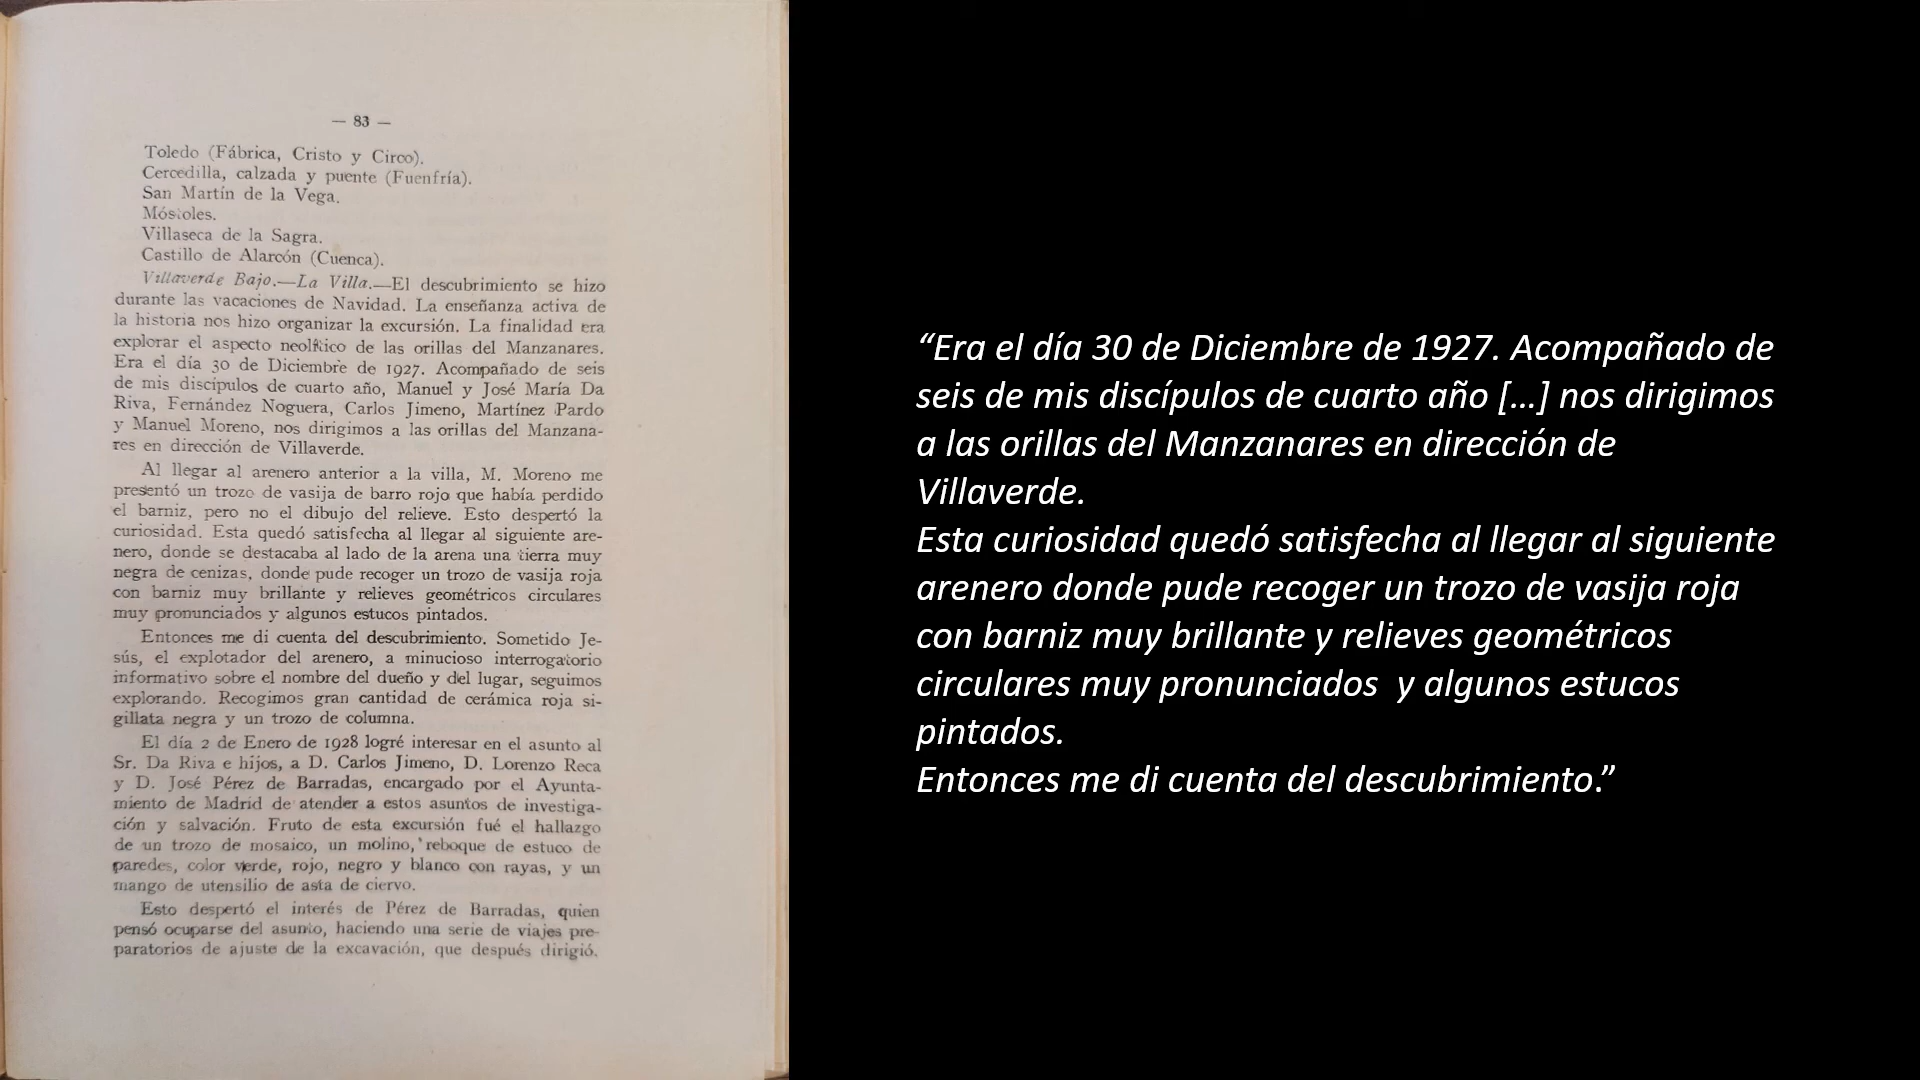 — 83 —
Toledo (Fábrica, Cristo y Circo).
Cercedilla, calzada y puente (Fuenfría).
San Martín de la Vega.
Móstoles.
Villaseca de la Sagra.
Castillo de Alarcón (Cuenca).
Villaverde Bajo.—La Villa.—El descubrimiento se hizo
durante las vacaciones de Navidad. La enseñanza activa de
la historia nos hizo organizar la excursión. La finalidad era
explorar el aspecto neolítico de las orillas del Manzanares.
Era el día 30 de Diciembre de 1927. Acompañado de seis
de mis discípulos de cuarto año, Manuel y José María Da
Riva, Fernández Noguera, Carlos Jimeno, Martínez Pardo
y Manuel Moreno, nos dirigimos a las orillas del Manzana-
res en dirección de Villaverde.
Al llegar al arenero anterior a la villa, M. Moreno me
presentó un trozo de vasija de barro rojo que había perdido
el barniz, pero no el dibujo del relieve. Esto despertó la
curiosidad. Esta quedó satisfecha al llegar al siguiente are-
nero, donde se destacaba al lado de la arena una tierra muy
negra de cenizas, donde pude recoger un trozo de vasija roja
con barniz muy brillante y relieves geométricos circulares
muy pronunciados y algunos estucos pintados.
Entonces me di cuenta del descubrimiento. Sometido Je-
sús, el explotador del arenero, a minucioso interrogatorio
informativo sobre el nombre del dueño y del lugar, seguimos
explorando. Recogimos gran cantidad de cerámica roja si-
gillata negra y un trozo de columna.
El día 2 de Enero de 1928 logré interesar en el asunto al
Sr. Da Riva e hijos, a D. Carlos Jimeno, D. Lorenzo Reca
y D. José Pérez de Barradas, encargado por el Ayunta-
miento de Madrid de atender a estos asuntos de investiga-
ción y salvación. Fruto de esta excursión fué el hallazgo
de un trozo de mosaico, un molino, reboque de estuco de
paredes, color verde, rojo, negro y blanco con rayas, y un
mango de utensilio de asta de ciervo.
Esto despertó el interés de Pérez de Barradas, quien
pensó ocuparse del asunto, haciendo una serie de viajes pre-
paratorios de ajuste de la excavación, que después dirigió.
“Era el día 30 de Diciembre de 1927. Acompañado de
seis de mis discípulos de cuarto año [...] nos dirigimos
a las orillas del Manzanares en dirección de
Villaverde.
Esta curiosidad quedó satisfecha al llegar al siguiente
arenero donde pude recoger un trozo de vasija roja
con barniz muy brillante y relieves geométricos
circulares muy pronunciados  y algunos estucos
pintados.
Entonces me di cuenta del descubrimiento.”